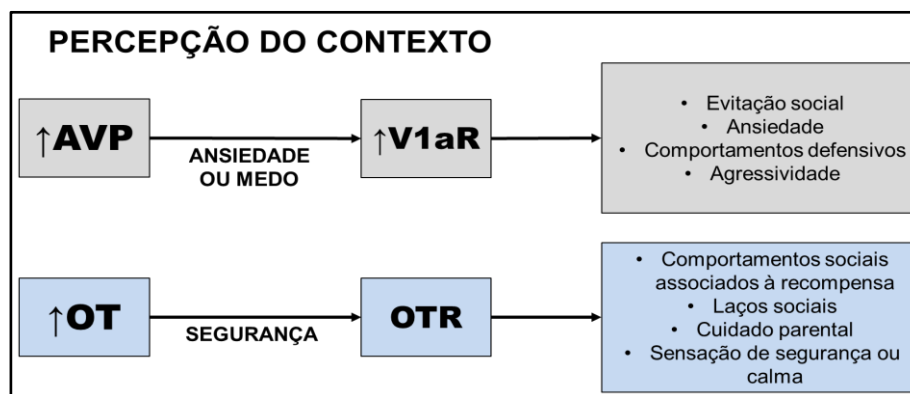 PERCEPÇÃO DO CONTEXTO
↑AVP
ANSIEDADE
OU MEDO
↑V1aR
• Evitação social
• Ansiedade
• Comportamentos defensivos
• Agressividade
↑OT
SEGURANÇA
OTR
• Comportamentos sociais
associados à recompensa
• Laços sociais
• Cuidado parental
• Sensação de segurança ou
calma